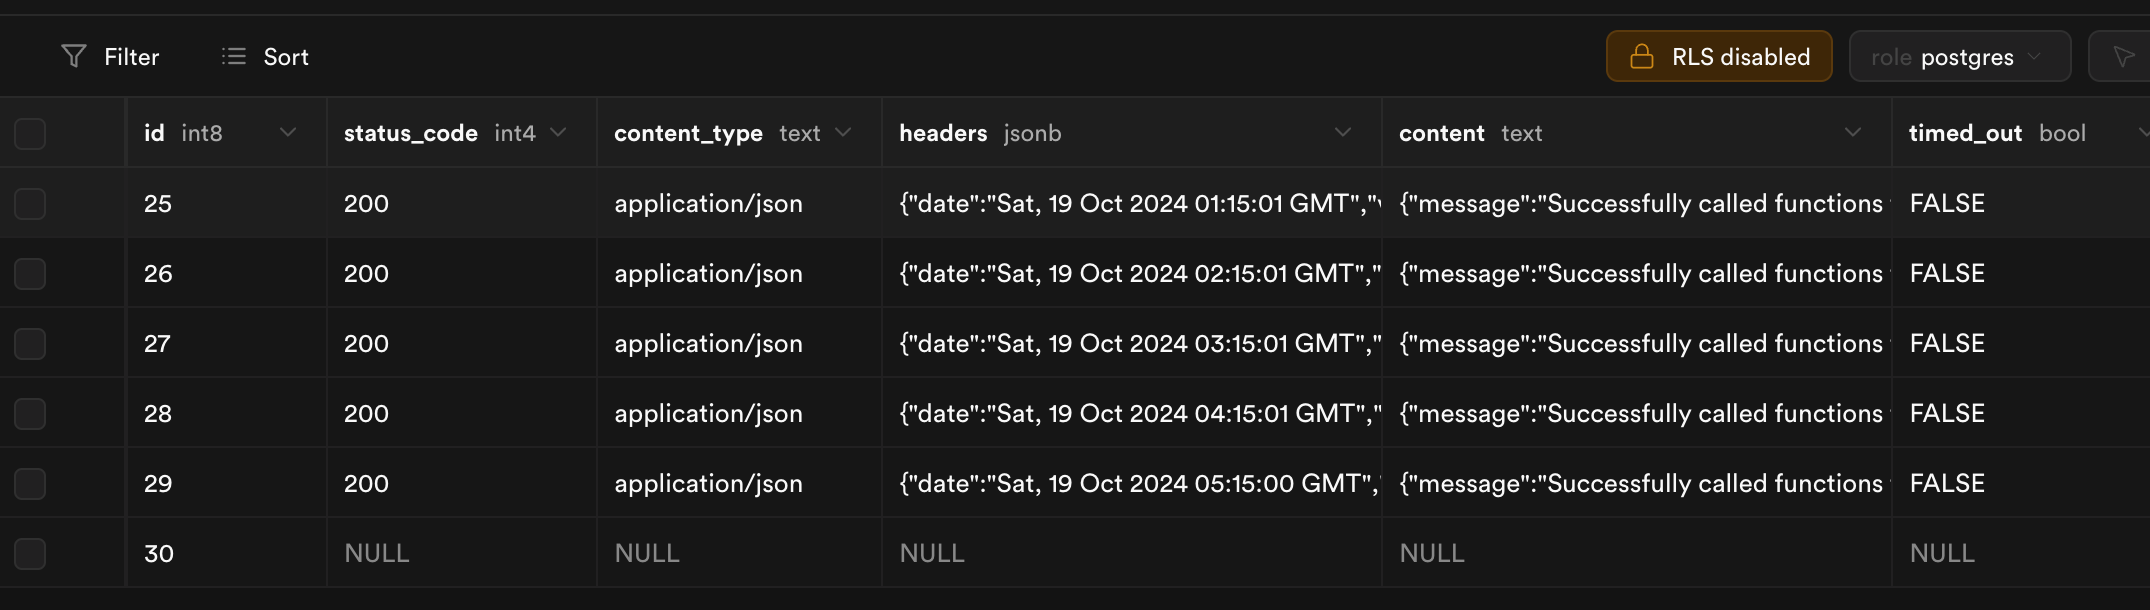 Filter Sort RLS disabled role postgres
id int8 status_code int4 content_type text headers jsonb content text timed_out bool
25 200 application/json {"date":"Sat, 19 Oct 2024 01:15:01 GMT"," {"message":"Successfully called functions FALSE
26 200 application/json {"date":"Sat, 19 Oct 2024 02:15:01 GMT"," {"message":"Successfully called functions FALSE
27 200 application/json {"date":"Sat, 19 Oct 2024 03:15:01 GMT"," {"message":"Successfully called functions FALSE
28 200 application/json {"date":"Sat, 19 Oct 2024 04:15:01 GMT"," {"message":"Successfully called functions FALSE
29 200 application/json {"date":"Sat, 19 Oct 2024 05:15:00 GMT", {"message":"Successfully called functions FALSE
30 NULL NULL NULL NULL NULL